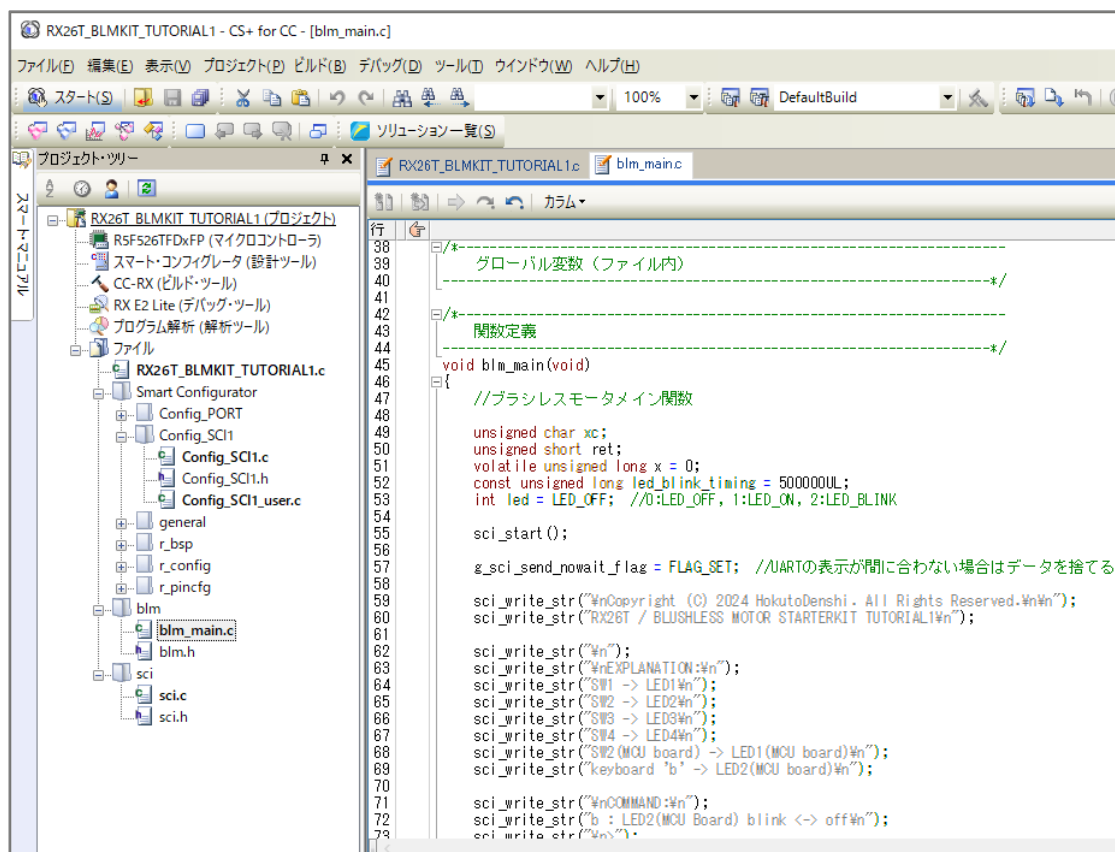 RX26T_BLMKIT_TUTORIAL1 - CS+ for CC - [blm_main.c]
ファイル(F) 編集(E) 表示(V) プロジェクト(P) ビルド(B) デバッグ(D) ツール(T) ウインドウ(W) ヘルプ(H)
スタート(S) 100% DefaultBuild
ソリューション一覧(S)
プロジェクト・ツリー
スマート・マニュアル
RX26T_BLMKIT_TUTORIAL1 (プロジェクト)
R5F526TFDxFP (マイクロコントローラ)
スマート・コンフィグレータ (設計ツール)
CC-RX (ビルド・ツール)
RX E2 Lite (デバッグ・ツール)
プログラム解析 (解析ツール)
ファイル
RX26T_BLMKIT_TUTORIAL1.c
Smart Configurator
Config_PORT
Config_SCI1
Config_SCI1.c
Config_SCI1.h
Config_SCI1_user.c
general
r_bsp
r_config
r_pincfg
blm
blm_main.c
blm.h
sci
sci.c
sci.h
RX26T_BLMKIT_TUTORIAL1.c blm_main.c
カラム
行
38 /*----------------------------------------------------------------------
39 グローバル変数（ファイル内）
40 ----------------------------------------------------------------------*/
41
42 /*----------------------------------------------------------------------
43 関数定義
44 ----------------------------------------------------------------------*/
45 void blm_main(void)
46 {
47 //ブラシレスモータメイン関数
48
49 unsigned char xc;
50 unsigned short ret;
51 volatile unsigned long x = 0;
52 const unsigned long led_blink_timing = 500000UL;
53 int led = LED_OFF; //0:LED_OFF, 1:LED_ON, 2:LED_BLINK
54
55 sci_start();
56
57 g_sci_send_nowait_flag = FLAG_SET; //UARTの表示が間に合わない場合はデータを捨てる
58
59 sci_write_str("¥nCopyright (C) 2024 HokutoDenshi. All Rights Reserved.¥n¥n");
60 sci_write_str("RX26T / BLUSHLESS MOTOR STARTERKIT TUTORIAL1¥n");
61
62 sci_write_str("¥n");
63 sci_write_str("¥nEXPLANATION:¥n");
64 sci_write_str("SW1 -> LED1¥n");
65 sci_write_str("SW2 -> LED2¥n");
66 sci_write_str("SW3 -> LED3¥n");
67 sci_write_str("SW4 -> LED4¥n");
68 sci_write_str("SW2(MCU board) -> LED1(MCU board)¥n");
69 sci_write_str("keyboard 'b' -> LED2(MCU board)¥n");
70
71 sci_write_str("¥nCOMMAND:¥n");
72 sci_write_str("b : LED2(MCU Board) blink <-> off¥n");
73 sci_write_str("¥n>");